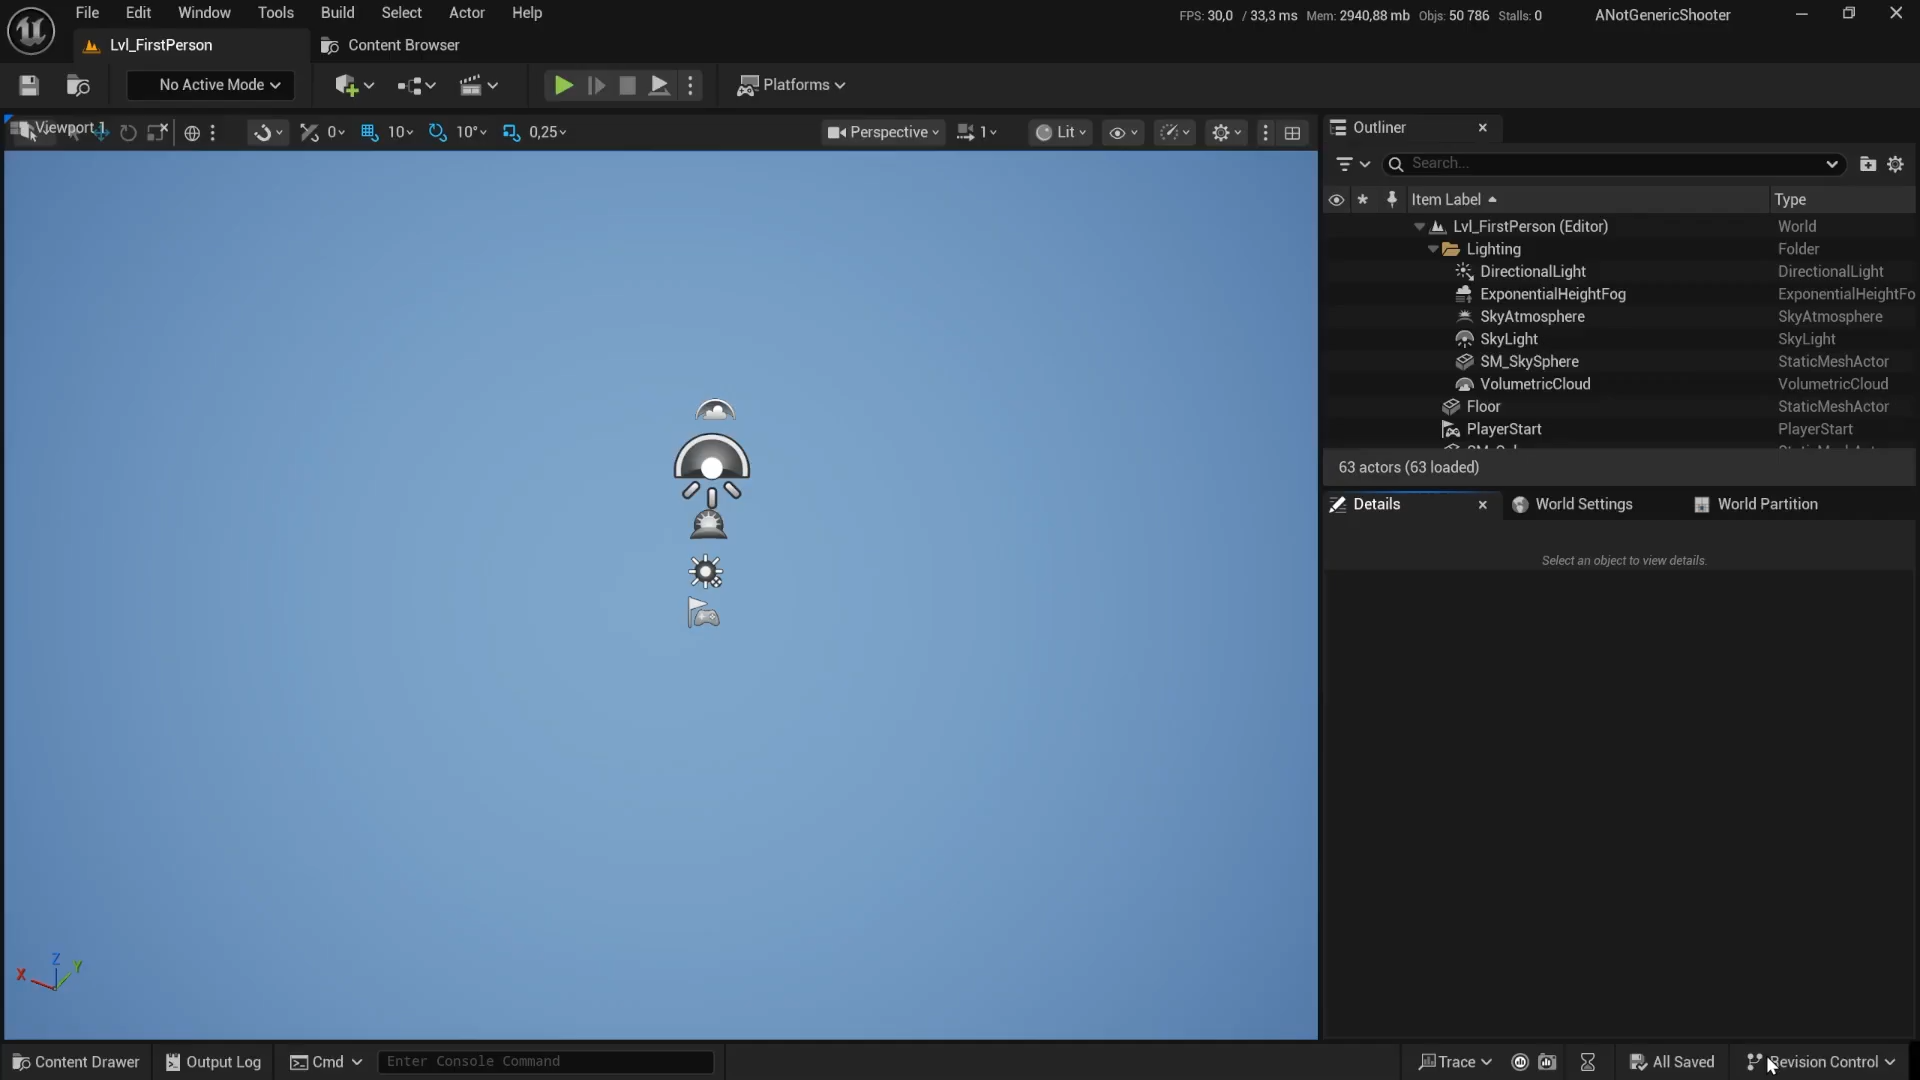 File Edit Window Tools Build Select Actor Help
FPS: 30,0 / 33,3 ms Mem: 2940,88 mb Objs: 50 786 Stalls: 0 ANotGenericShooter
Lvl_FirstPerson Content Browser
No Active Mode Platforms
Viewport 1 0 10 10° 0,25 Perspective 1 Lit
Outliner
Search...
Item Label Type
Lvl_FirstPerson (Editor) World
Lighting Folder
DirectionalLight DirectionalLight
ExponentialHeightFog ExponentialHeightFo
SkyAtmosphere SkyAtmosphere
SkyLight SkyLight
SM_SkySphere StaticMeshActor
VolumetricCloud VolumetricCloud
Floor StaticMeshActor
PlayerStart PlayerStart
63 actors (63 loaded)
Details World Settings World Partition
Select an object to view details.
Z
X Y
Content Drawer Output Log Cmd Enter Console Command Trace All Saved Revision Control